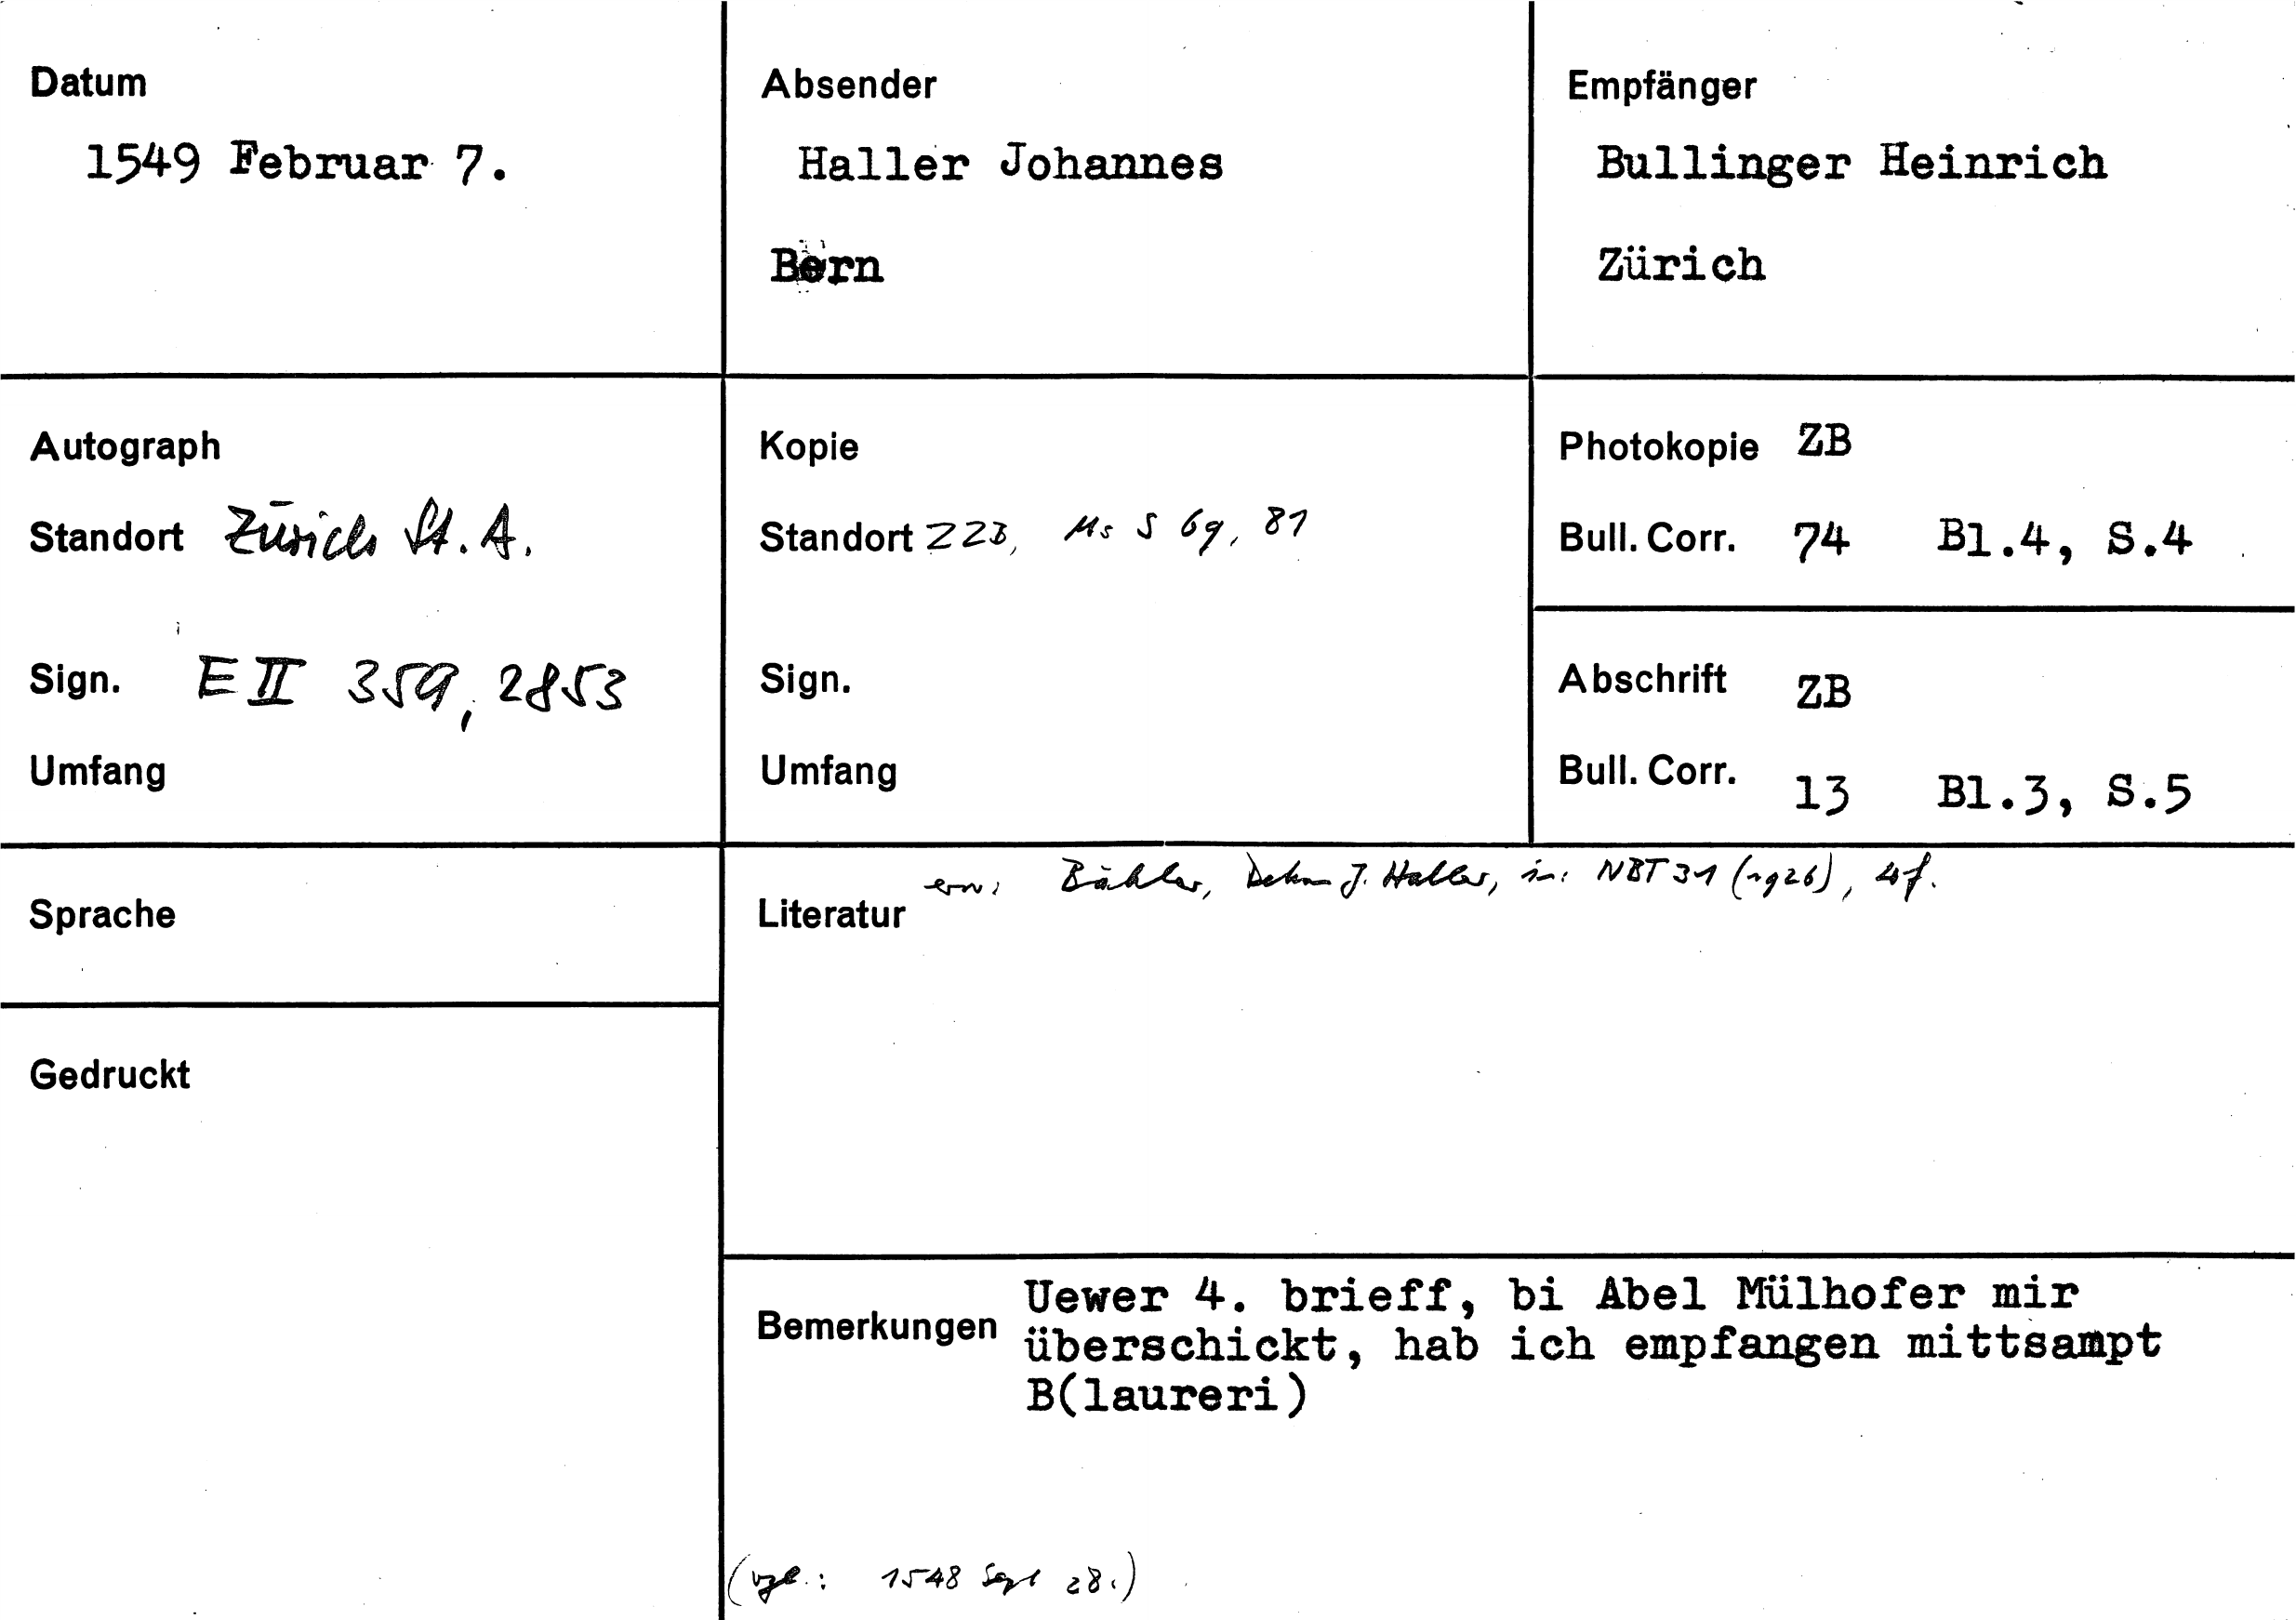 Datum
1549 Februar 7.
Absender
Haller Johannes
Bern
Empfänger
Bullinger Heinrich
Zürich
Autograph
Standort Zürich St. A.
Sign. E II 359, 2853
Umfang
Kopie
Standort ZZB, Ms S 69, 81
Sign.
Umfang
Photokopie ZB
Bull. Corr. 74 Bl.4, S.4
Abschrift ZB
Bull. Corr. 13 Bl.3, S.5
Sprache
Gedruckt
erw: Bähler, Dekan J. Haller, in: NBT 31 (1926),
Literatur
Bemerkungen
Uewer 4. brieff, bi Abel Mülhofer mir
überschickt, hab ich empfangen mittsampt
B(laureri)
(vgl.: 1548 Sept 28.)